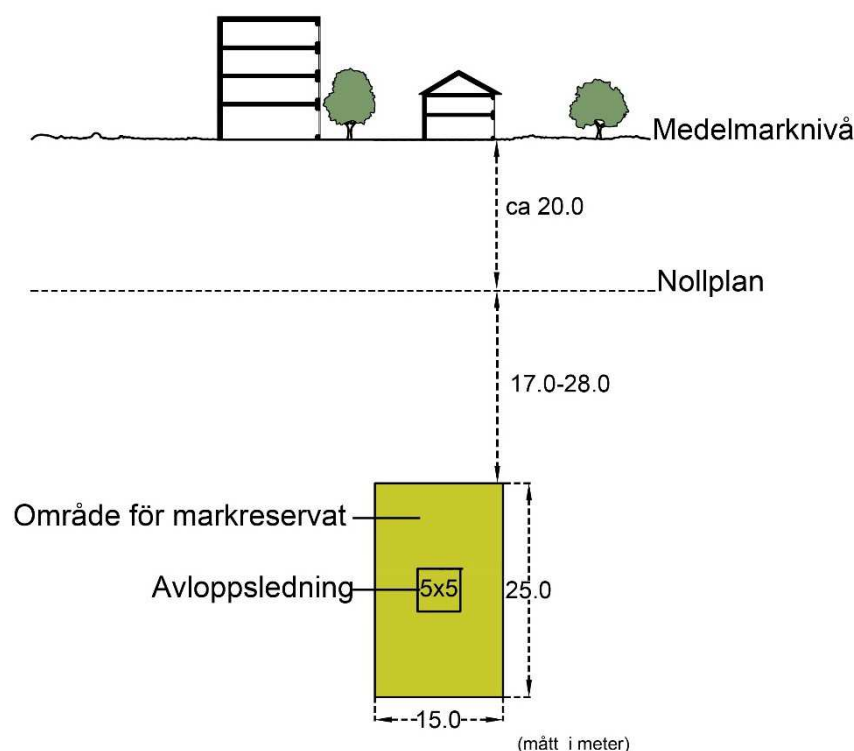 Medelmarknivå
ca 20.0
Nollplan
17.0-28.0
Område för markreservat
Avloppsledning
5x5
25.0
15.0
(mått i meter)